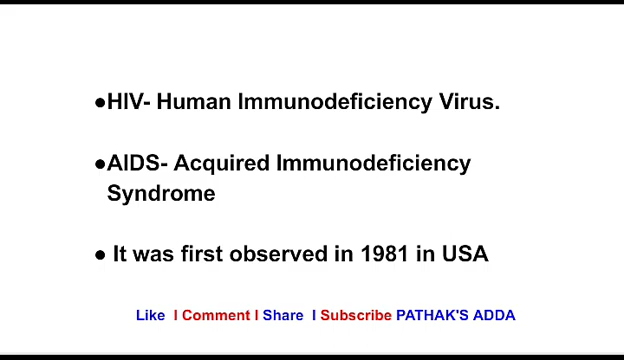 ●HIV- Human Immunodeficiency Virus.
●AIDS- Acquired Immunodeficiency
Syndrome
● It was first observed in 1981 in USA
Like I Comment I Share I Subscribe PATHAK'S ADDA